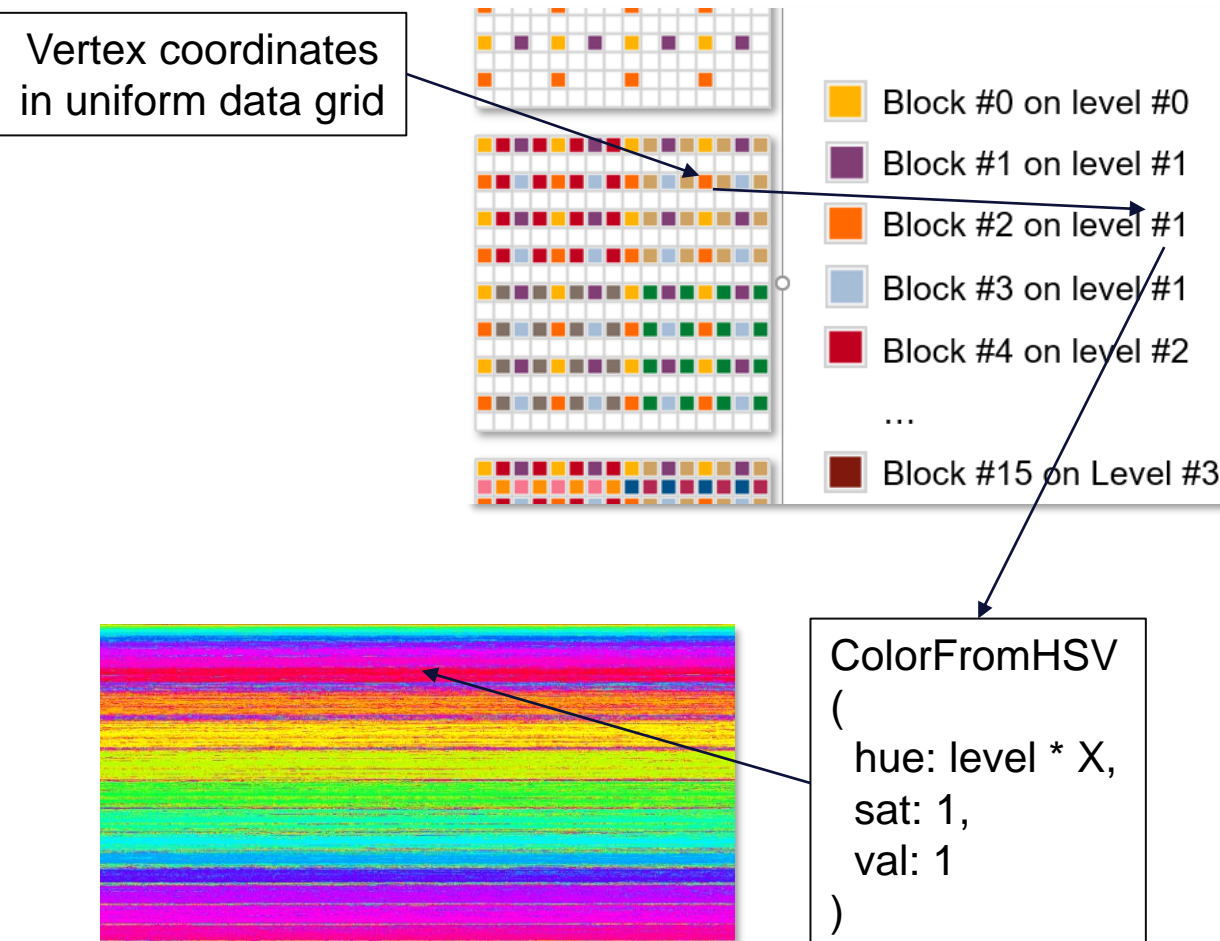 Vertex coordinates
in uniform data grid
Block #0 on level #0
Block #1 on level #1
Block #2 on level #1
Block #3 on level #1
Block #4 on level #2
...
Block #15 on Level #3
ColorFromHSV
(
hue: level * X,
sat: 1,
val: 1
)